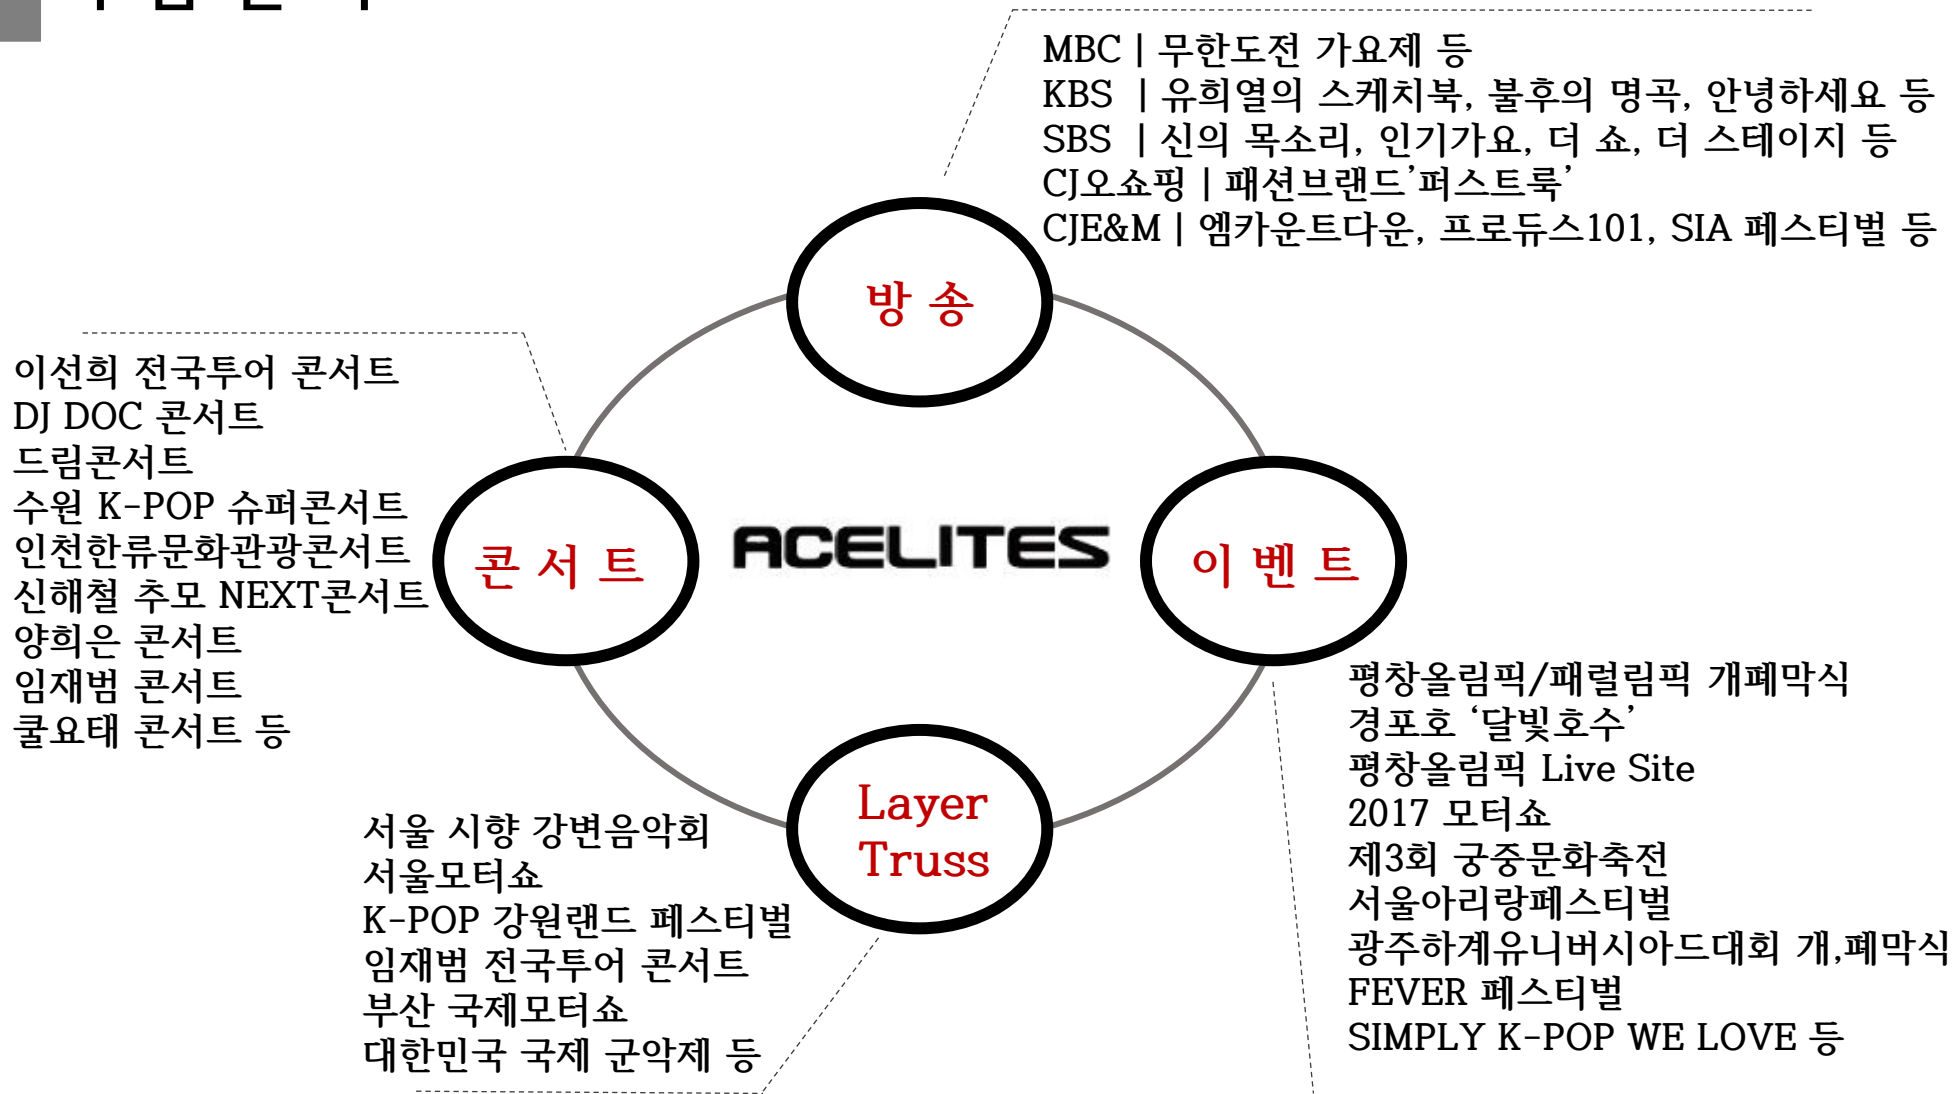 MBC | 무한도전 가요제 등
KBS | 유희열의 스케치북, 불후의 명곡, 안녕하세요 등
SBS | 신의 목소리, 인기가요, 더 쇼, 더 스테이지 등
CJ오쇼핑 | 패션브랜드’퍼스트룩’
CJE&M | 엠카운트다운, 프로듀스101, SIA 페스티벌 등
방 송
이선희 전국투어 콘서트
DJ DOC 콘서트
드림콘서트
수원 K-POP 슈퍼콘서트
인천한류문화관광콘서트
신해철 추모 NEXT콘서트
양희은 콘서트
임재범 콘서트
쿨요태 콘서트 등
콘 서 트
ACELITES
이 벤 트
평창올림픽/패럴림픽 개폐막식
경포호 ‘달빛호수’
평창올림픽 Live Site
2017 모터쇼
제3회 궁중문화축전
서울아리랑페스티벌
광주하계유니버시아드대회 개,폐막식
FEVER 페스티벌
SIMPLY K-POP WE LOVE 등
Layer
Truss
서울 시향 강변음악회
서울모터쇼
K-POP 강원랜드 페스티벌
임재범 전국투어 콘서트
부산 국제모터쇼
대한민국 국제 군악제 등